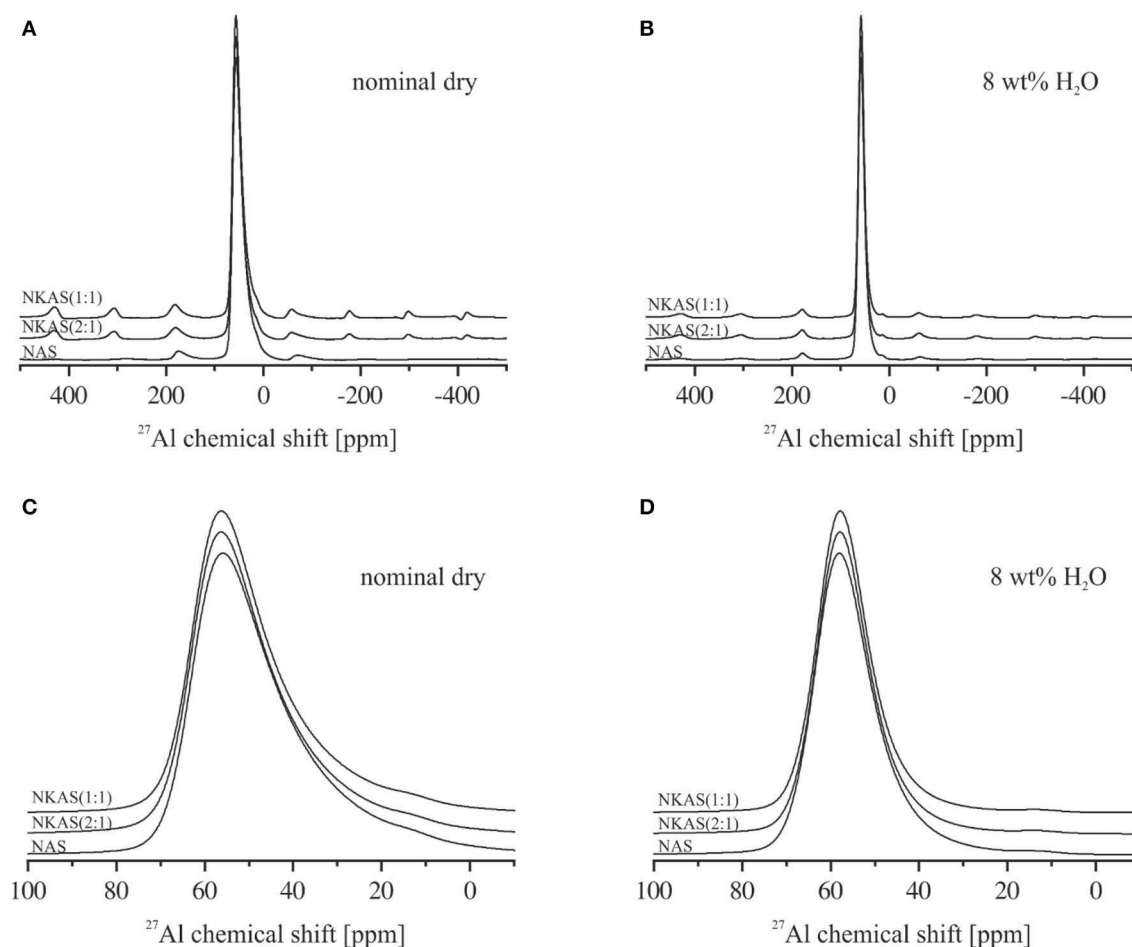 A
nominal dry
NKAS(1:1)
NKAS(2:1)
NAS
400 200 0 -200 -400
²⁷Al chemical shift [ppm]
B
8 wt% H₂O
NKAS(1:1)
NKAS(2:1)
NAS
400 200 0 -200 -400
²⁷Al chemical shift [ppm]
C
nominal dry
NKAS(1:1)
NKAS(2:1)
NAS
100 80 60 40 20 0
²⁷Al chemical shift [ppm]
D
8 wt% H₂O
NKAS(1:1)
NKAS(2:1)
NAS
100 80 60 40 20 0
²⁷Al chemical shift [ppm]